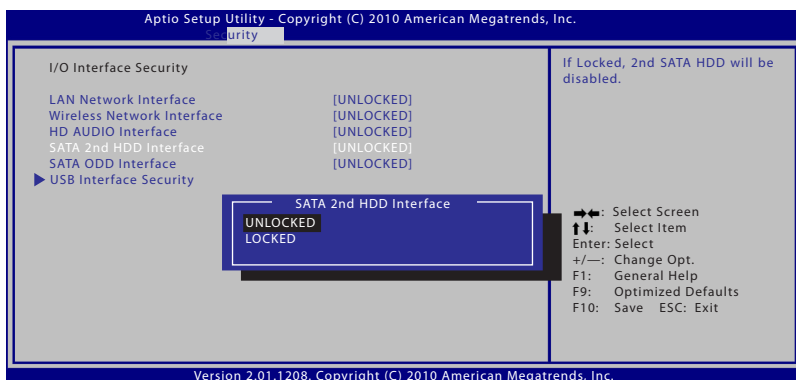 Aptio Setup Utility - Copyright (C) 2010 American Megatrends, Inc.
Security
I/O Interface Security
LAN Network Interface [UNLOCKED]
Wireless Network Interface [UNLOCKED]
HD AUDIO Interface [UNLOCKED]
SATA 2nd HDD Interface [UNLOCKED]
SATA ODD Interface [UNLOCKED]
USB Interface Security
SATA 2nd HDD Interface
UNLOCKED
LOCKED
If Locked, 2nd SATA HDD will be
disabled.
→←: Select Screen
↑↓: Select Item
Enter: Select
+/—: Change Opt.
F1: General Help
F9: Optimized Defaults
F10: Save ESC: Exit
Version 2.01.1208. Copyright (C) 2010 American Megatrends, Inc.